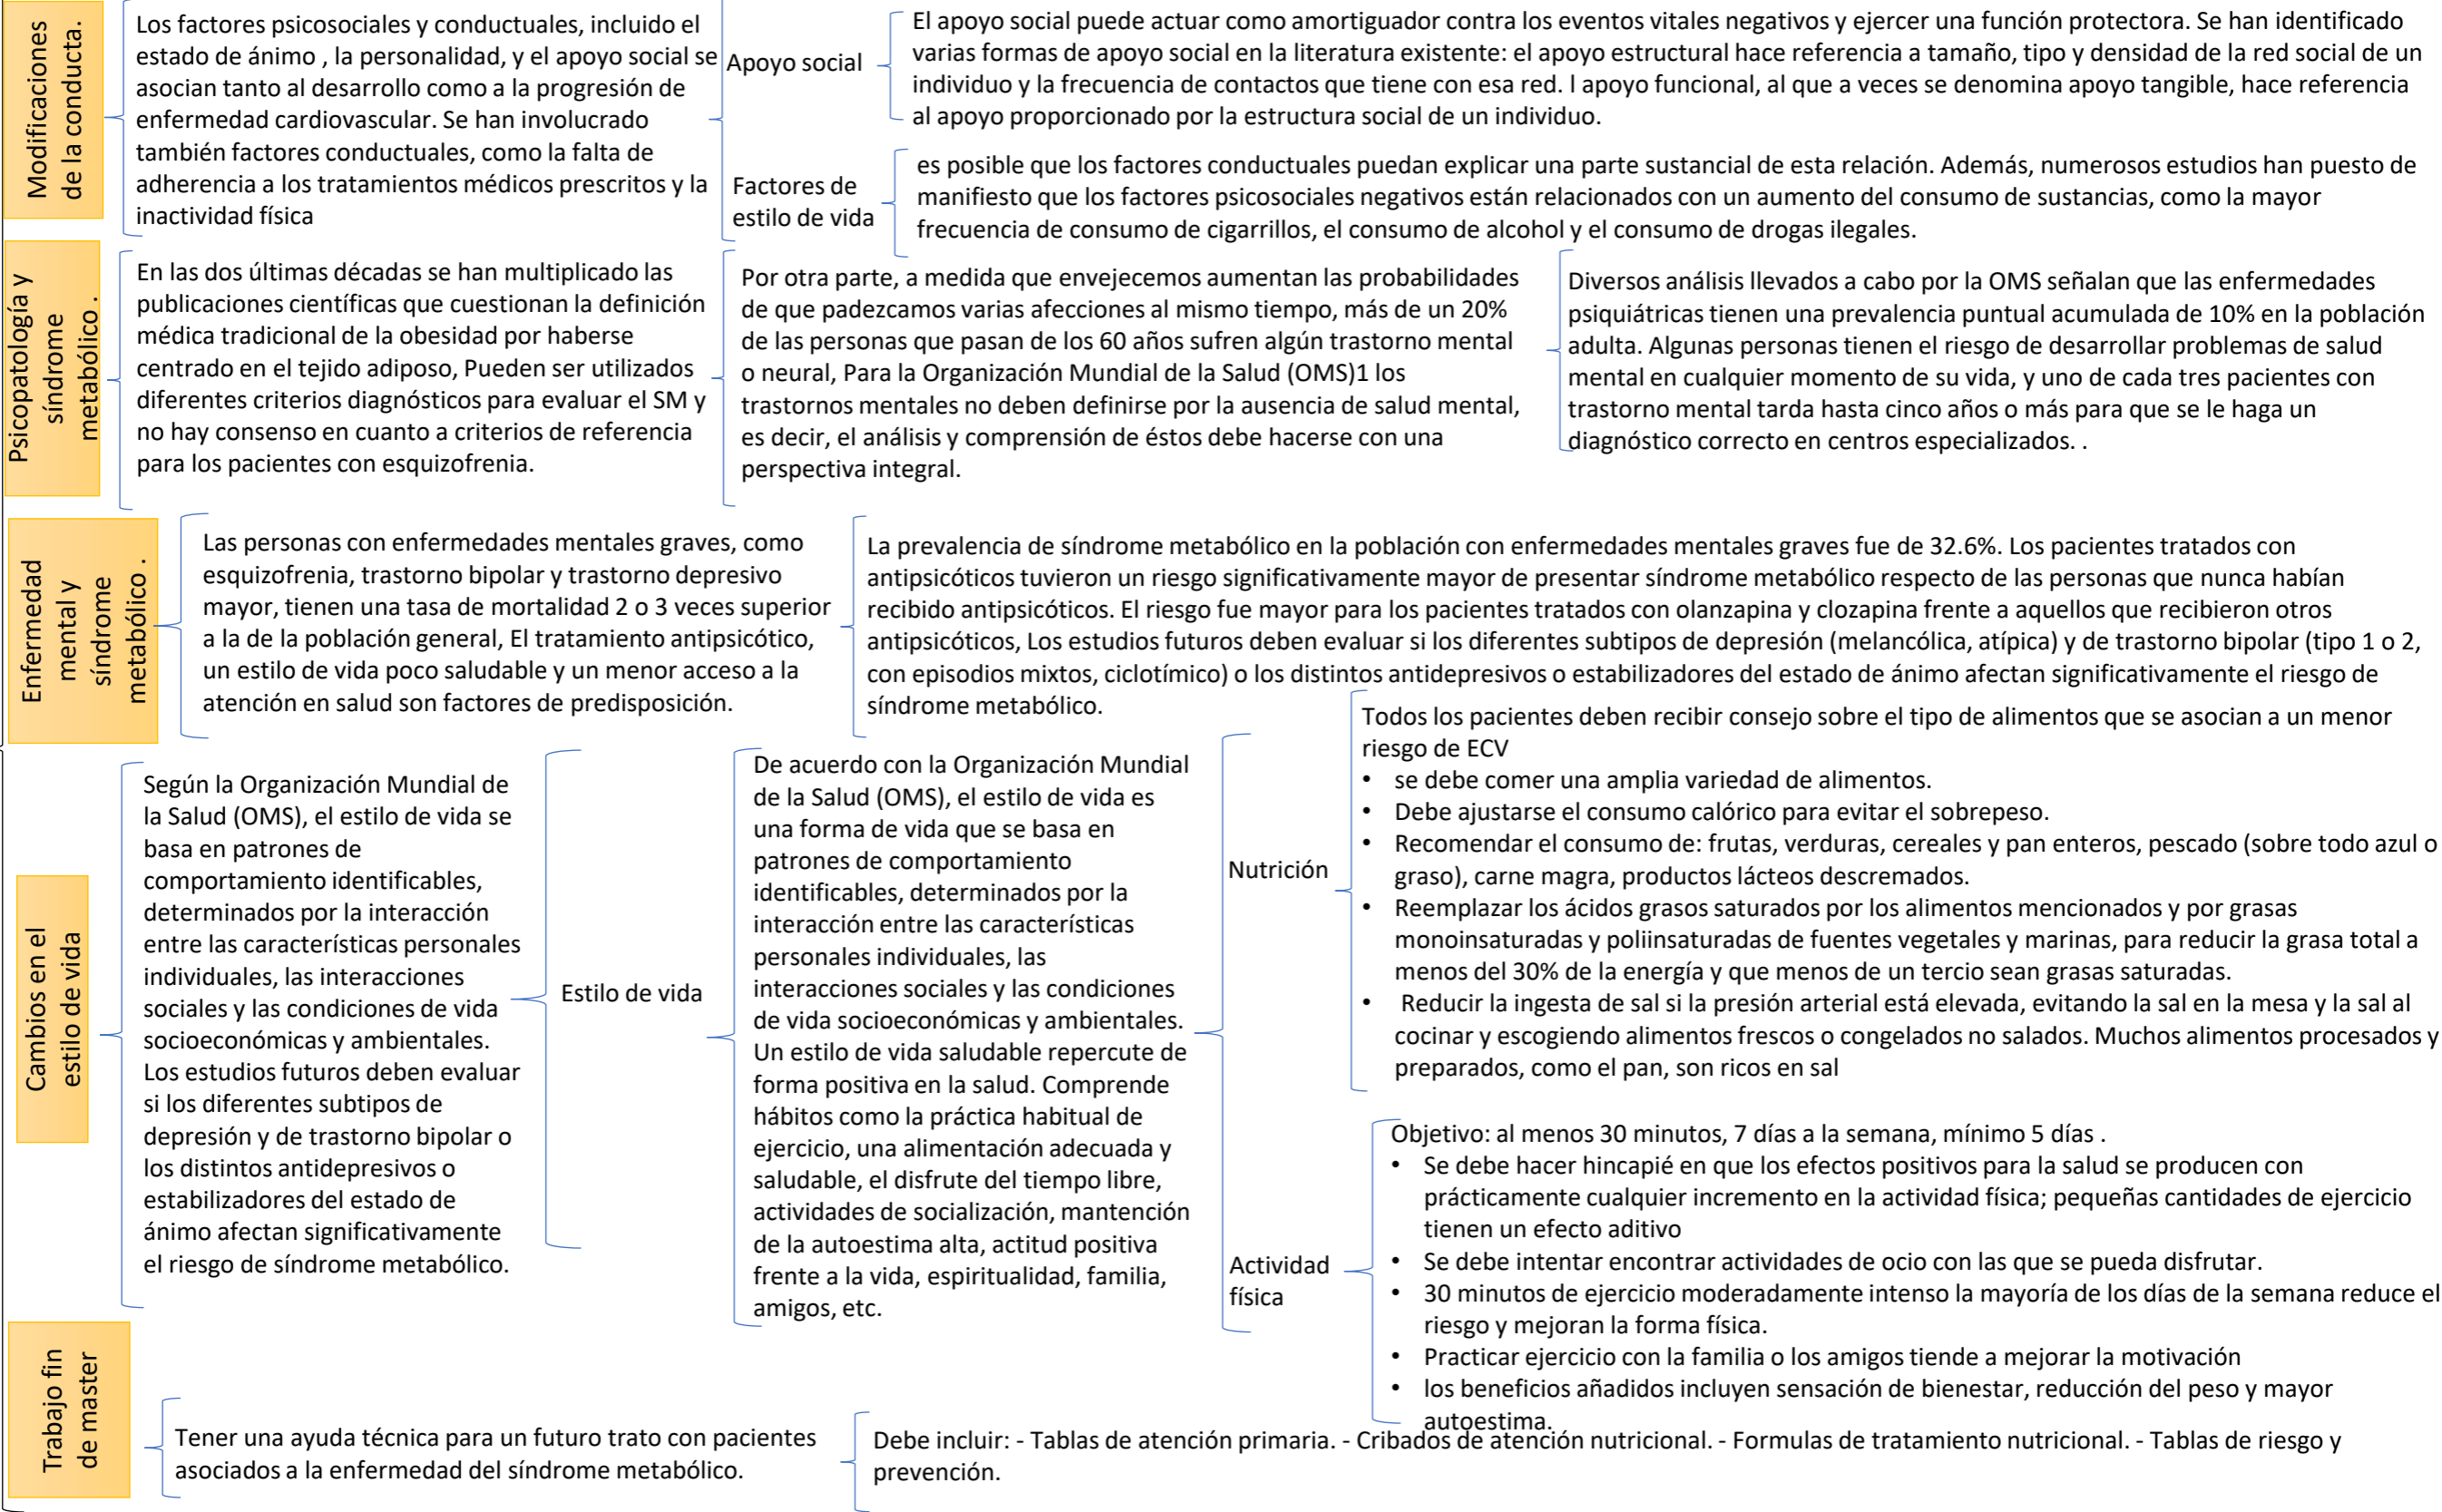 Modificaciones
de la conducta.
Los factores psicosociales y conductuales, incluido el
estado de ánimo , la personalidad, y el apoyo social se
asocian tanto al desarrollo como a la progresión de
enfermedad cardiovascular. Se han involucrado
también factores conductuales, como la falta de
adherencia a los tratamientos médicos prescritos y la
inactividad física
Apoyo social
El apoyo social puede actuar como amortiguador contra los eventos vitales negativos y ejercer una función protectora. Se han identificado
varias formas de apoyo social en la literatura existente: el apoyo estructural hace referencia a tamaño, tipo y densidad de la red social de un
individuo y la frecuencia de contactos que tiene con esa red. l apoyo funcional, al que a veces se denomina apoyo tangible, hace referencia
al apoyo proporcionado por la estructura social de un individuo.
Factores de
estilo de vida
es posible que los factores conductuales puedan explicar una parte sustancial de esta relación. Además, numerosos estudios han puesto de
manifiesto que los factores psicosociales negativos están relacionados con un aumento del consumo de sustancias, como la mayor
frecuencia de consumo de cigarrillos, el consumo de alcohol y el consumo de drogas ilegales.
Psicopatología y
síndrome
metabólico .
En las dos últimas décadas se han multiplicado las
publicaciones científicas que cuestionan la definición
médica tradicional de la obesidad por haberse
centrado en el tejido adiposo, Pueden ser utilizados
diferentes criterios diagnósticos para evaluar el SM y
no hay consenso en cuanto a criterios de referencia
para los pacientes con esquizofrenia.
Por otra parte, a medida que envejecemos aumentan las probabilidades
de que padezcamos varias afecciones al mismo tiempo, más de un 20%
de las personas que pasan de los 60 años sufren algún trastorno mental
o neural, Para la Organización Mundial de la Salud (OMS)1 los
trastornos mentales no deben definirse por la ausencia de salud mental,
es decir, el análisis y comprensión de éstos debe hacerse con una
perspectiva integral.
Diversos análisis llevados a cabo por la OMS señalan que las enfermedades
psiquiátricas tienen una prevalencia puntual acumulada de 10% en la población
adulta. Algunas personas tienen el riesgo de desarrollar problemas de salud
mental en cualquier momento de su vida, y uno de cada tres pacientes con
trastorno mental tarda hasta cinco años o más para que se le haga un
diagnóstico correcto en centros especializados. .
Enfermedad
mental y
síndrome
metabólico .
Las personas con enfermedades mentales graves, como
esquizofrenia, trastorno bipolar y trastorno depresivo
mayor, tienen una tasa de mortalidad 2 o 3 veces superior
a la de la población general, El tratamiento antipsicótico,
un estilo de vida poco saludable y un menor acceso a la
atención en salud son factores de predisposición.
La prevalencia de síndrome metabólico en la población con enfermedades mentales graves fue de 32.6%. Los pacientes tratados con
antipsicóticos tuvieron un riesgo significativamente mayor de presentar síndrome metabólico respecto de las personas que nunca habían
recibido antipsicóticos. El riesgo fue mayor para los pacientes tratados con olanzapina y clozapina frente a aquellos que recibieron otros
antipsicóticos, Los estudios futuros deben evaluar si los diferentes subtipos de depresión (melancólica, atípica) y de trastorno bipolar (tipo 1 o 2,
con episodios mixtos, ciclotímico) o los distintos antidepresivos o estabilizadores del estado de ánimo afectan significativamente el riesgo de
síndrome metabólico.
Cambios en el
estilo de vida
Según la Organización Mundial de
la Salud (OMS), el estilo de vida se
basa en patrones de
comportamiento identificables,
determinados por la interacción
entre las características personales
individuales, las interacciones
sociales y las condiciones de vida
socioeconómicas y ambientales.
Los estudios futuros deben evaluar
si los diferentes subtipos de
depresión y de trastorno bipolar o
los distintos antidepresivos o
estabilizadores del estado de
ánimo afectan significativamente
el riesgo de síndrome metabólico.
Estilo de vida
De acuerdo con la Organización Mundial
de la Salud (OMS), el estilo de vida es
una forma de vida que se basa en
patrones de comportamiento
identificables, determinados por la
interacción entre las características
personales individuales, las
interacciones sociales y las condiciones
de vida socioeconómicas y ambientales.
Un estilo de vida saludable repercute de
forma positiva en la salud. Comprende
hábitos como la práctica habitual de
ejercicio, una alimentación adecuada y
saludable, el disfrute del tiempo libre,
actividades de socialización, mantención
de la autoestima alta, actitud positiva
frente a la vida, espiritualidad, familia,
amigos, etc.
Nutrición
Todos los pacientes deben recibir consejo sobre el tipo de alimentos que se asocian a un menor
riesgo de ECV
• se debe comer una amplia variedad de alimentos.
• Debe ajustarse el consumo calórico para evitar el sobrepeso.
• Recomendar el consumo de: frutas, verduras, cereales y pan enteros, pescado (sobre todo azul o
graso), carne magra, productos lácteos descremados.
• Reemplazar los ácidos grasos saturados por los alimentos mencionados y por grasas
monoinsaturadas y poliinsaturadas de fuentes vegetales y marinas, para reducir la grasa total a
menos del 30% de la energía y que menos de un tercio sean grasas saturadas.
• Reducir la ingesta de sal si la presión arterial está elevada, evitando la sal en la mesa y la sal al
cocinar y escogiendo alimentos frescos o congelados no salados. Muchos alimentos procesados y
preparados, como el pan, son ricos en sal
Actividad
física
Objetivo: al menos 30 minutos, 7 días a la semana, mínimo 5 días .
• Se debe hacer hincapié en que los efectos positivos para la salud se producen con
prácticamente cualquier incremento en la actividad física; pequeñas cantidades de ejercicio
tienen un efecto aditivo
• Se debe intentar encontrar actividades de ocio con las que se pueda disfrutar.
• 30 minutos de ejercicio moderadamente intenso la mayoría de los días de la semana reduce el
riesgo y mejoran la forma física.
• Practicar ejercicio con la familia o los amigos tiende a mejorar la motivación
• los beneficios añadidos incluyen sensación de bienestar, reducción del peso y mayor
autoestima.
Trabajo fin
de master
Tener una ayuda técnica para un futuro trato con pacientes
asociados a la enfermedad del síndrome metabólico.
Debe incluir: - Tablas de atención primaria. - Cribados de atención nutricional. - Formulas de tratamiento nutricional. - Tablas de riesgo y
prevención.